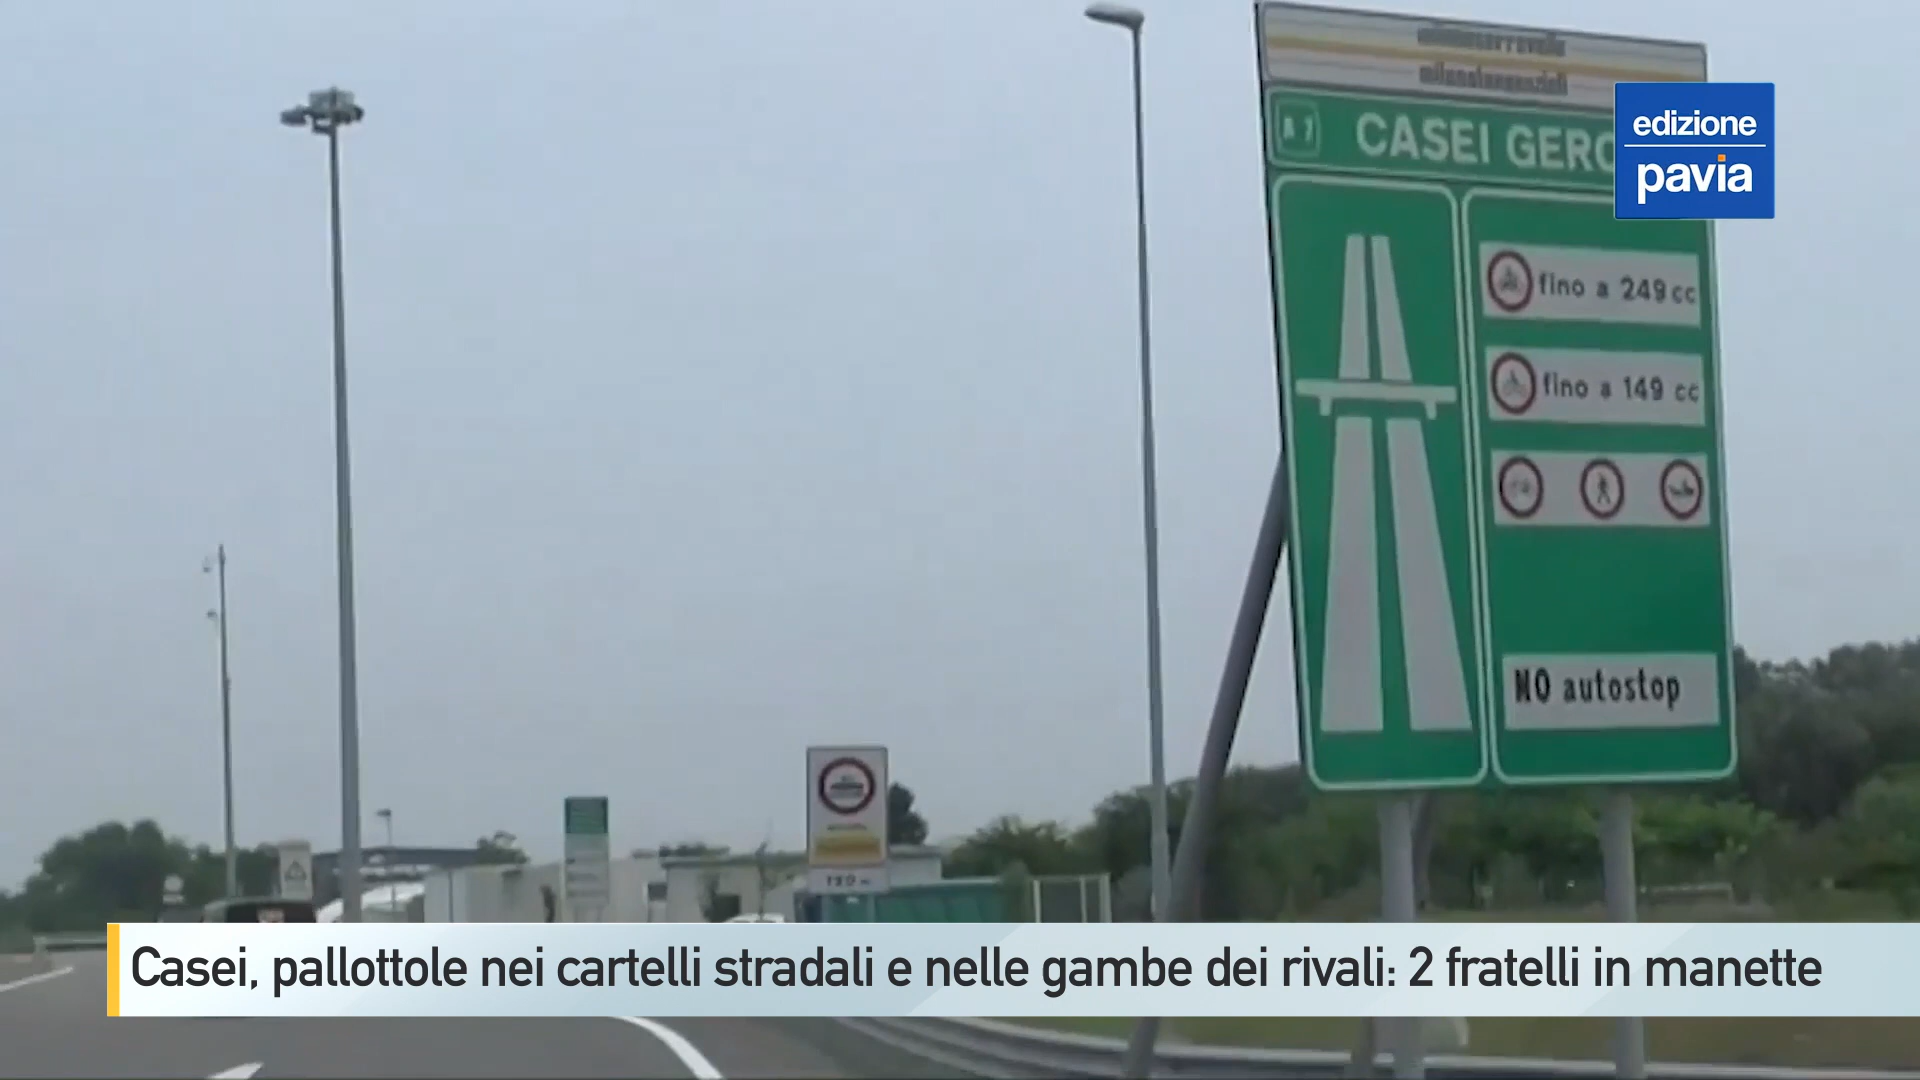 A 7
CASEI GERO
edizione
pavia
fino a 249 cc
fino a 149 cc
NO autostop
Casei, pallottole nei cartelli stradali e nelle gambe dei rivali: 2 fratelli in manette